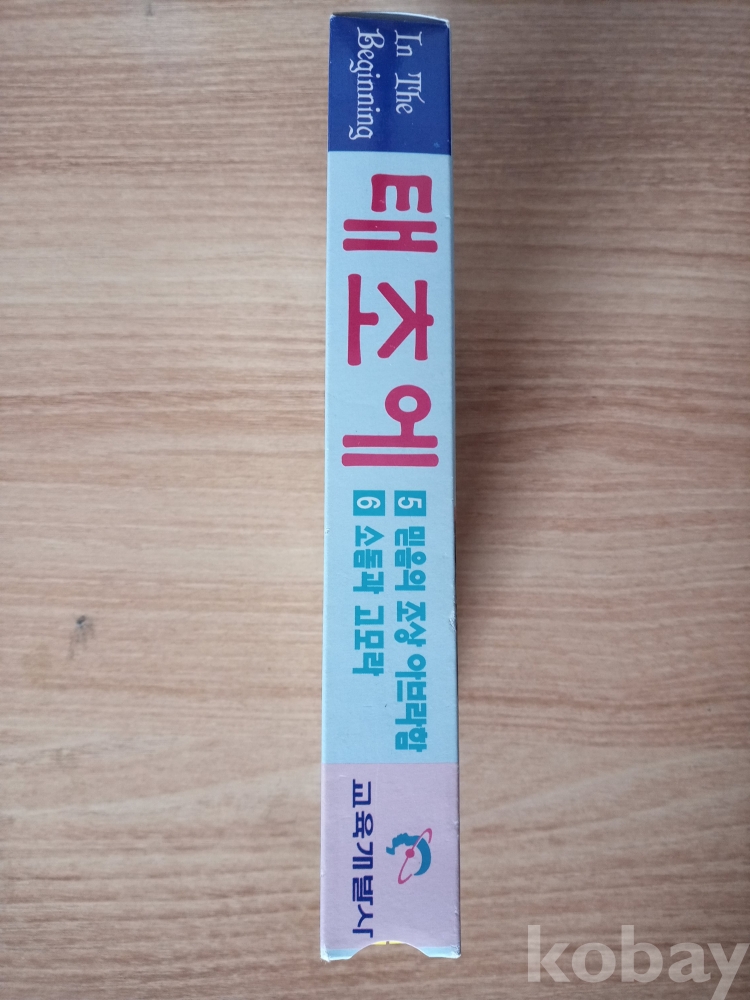 In The
Beginning
태초에
5 믿음의 조상 아브라함
6 소돔과 고모라
교육개발사
kobay